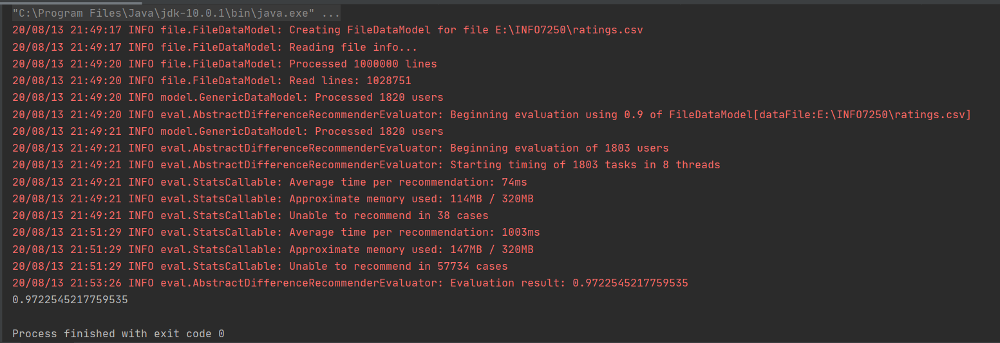 "C:\Program Files\Java\jdk-10.0.1\bin\java.exe" ...
20/08/13 21:49:17 INFO file.FileDataModel: Creating FileDataModel for file E:\INFO7250\ratings.csv
20/08/13 21:49:17 INFO file.FileDataModel: Reading file info...
20/08/13 21:49:20 INFO file.FileDataModel: Processed 1000000 lines
20/08/13 21:49:20 INFO file.FileDataModel: Read lines: 1028751
20/08/13 21:49:20 INFO model.GenericDataModel: Processed 1820 users
20/08/13 21:49:20 INFO eval.AbstractDifferenceRecommenderEvaluator: Beginning evaluation using 0.9 of FileDataModel[dataFile:E:\INFO7250\ratings.csv]
20/08/13 21:49:21 INFO model.GenericDataModel: Processed 1820 users
20/08/13 21:49:21 INFO eval.AbstractDifferenceRecommenderEvaluator: Beginning evaluation of 1803 users
20/08/13 21:49:21 INFO eval.AbstractDifferenceRecommenderEvaluator: Starting timing of 1803 tasks in 8 threads
20/08/13 21:49:21 INFO eval.StatsCallable: Average time per recommendation: 74ms
20/08/13 21:49:21 INFO eval.StatsCallable: Approximate memory used: 114MB / 320MB
20/08/13 21:49:21 INFO eval.StatsCallable: Unable to recommend in 38 cases
20/08/13 21:51:29 INFO eval.StatsCallable: Average time per recommendation: 1003ms
20/08/13 21:51:29 INFO eval.StatsCallable: Approximate memory used: 147MB / 320MB
20/08/13 21:51:29 INFO eval.StatsCallable: Unable to recommend in 57734 cases
20/08/13 21:53:26 INFO eval.AbstractDifferenceRecommenderEvaluator: Evaluation result: 0.9722545217759535
0.9722545217759535
Process finished with exit code 0